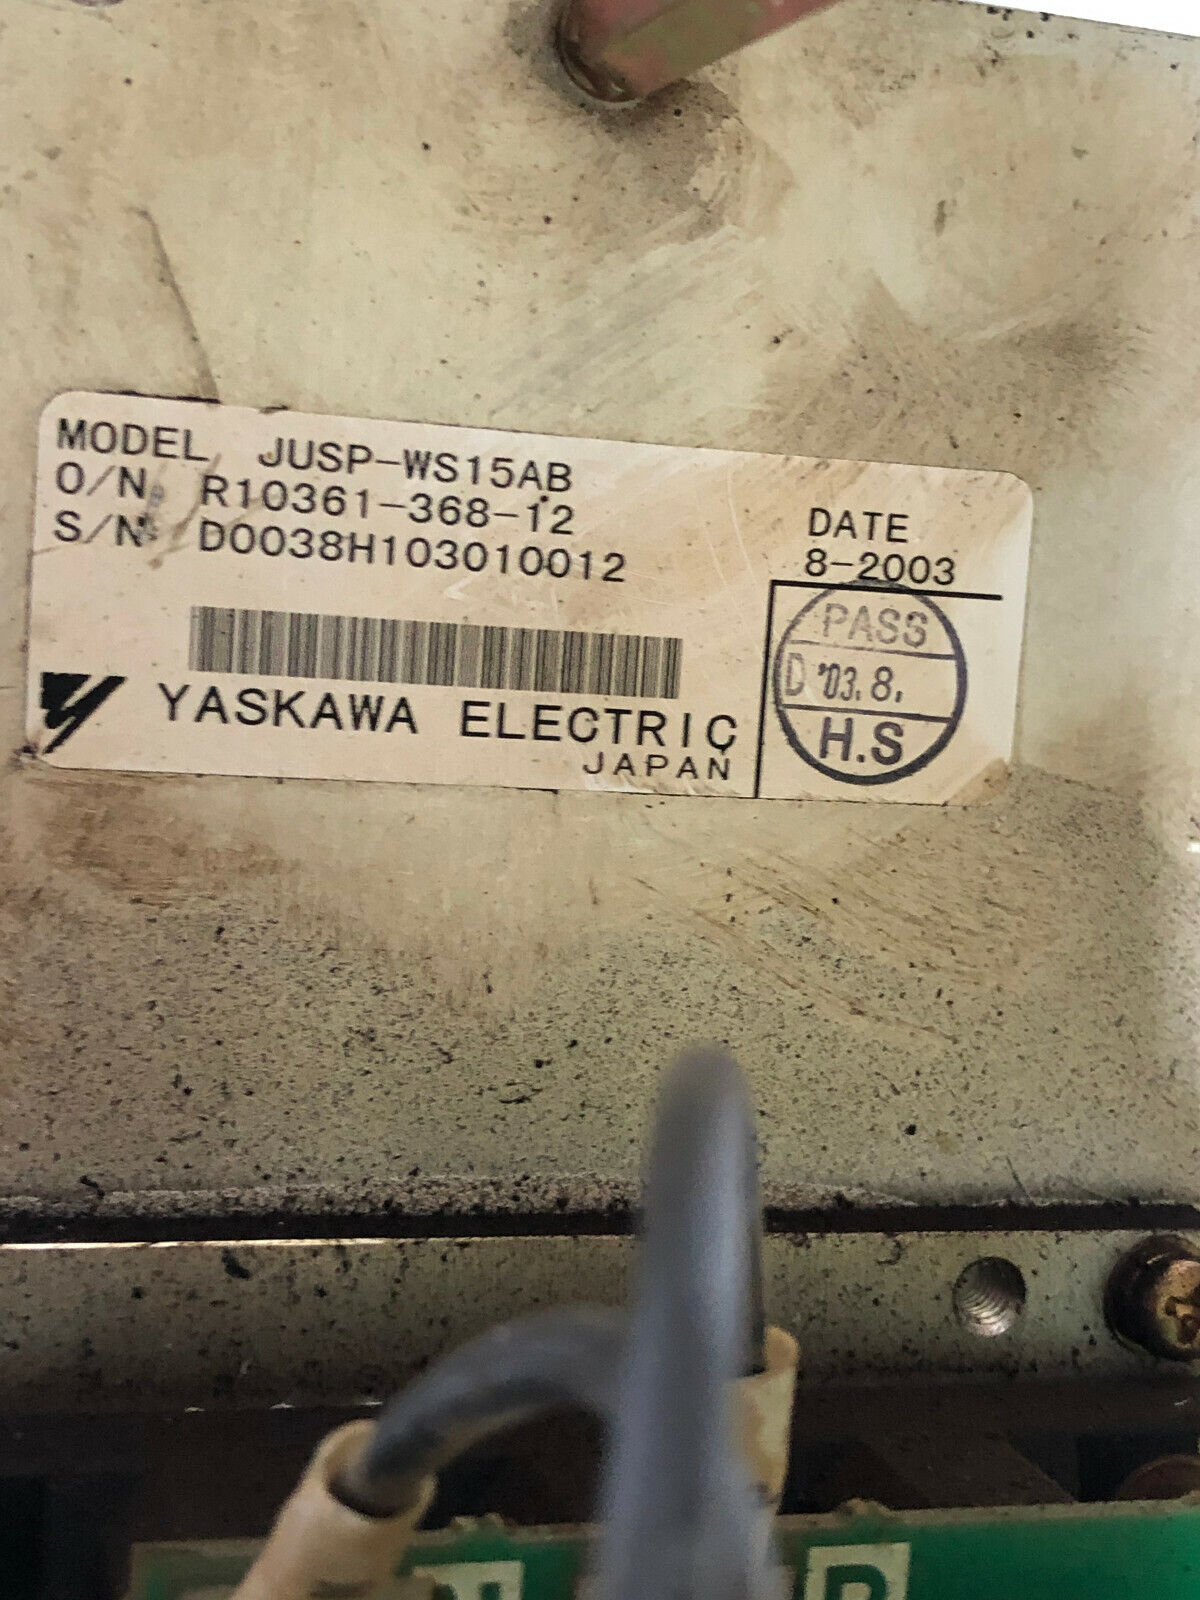 MODEL JUSP-WS15AB
O/N R10361-368-12
S/N D0038H103010012
DATE
8-2003
PASS
D '03.8.
H.S
YASKAWA ELECTRIC
JAPAN